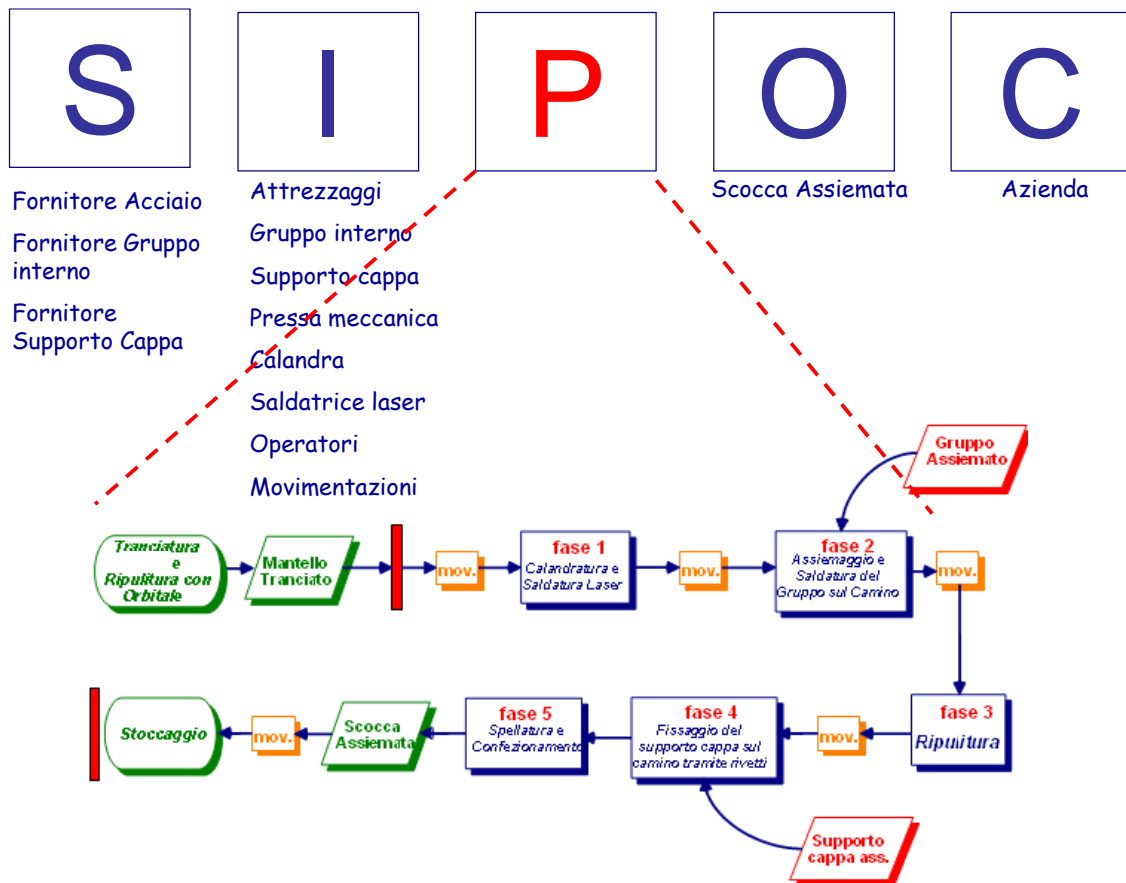 S
I
P
O
C
Fornitore Acciaio
Fornitore Gruppo
interno
Fornitore
Supporto Cappa
Attrezzaggi
Gruppo interno
Supporto cappa
Pressa meccanica
Calandra
Saldatrice laser
Operatori
Movimentazioni
Scocca Assiemata
Azienda
Gruppo
Assiemato
Tranciatura
e
Ripulitura con
Orbitale
Mantello
Tranciato
mov.
fase 1
Calandratura e
Saldatura Laser
mov.
fase 2
Assiemaggio e
Saldatura del
Gruppo sul Camino
mov.
Stoccaggio
mov.
Scocca
Assiemata
fase 5
Spellatura e
Confezionamento
fase 4
Fissaggio del
supporto cappa sul
camino tramite rivetti
mov.
fase 3
Ripulitura
Supporto
cappa ass.